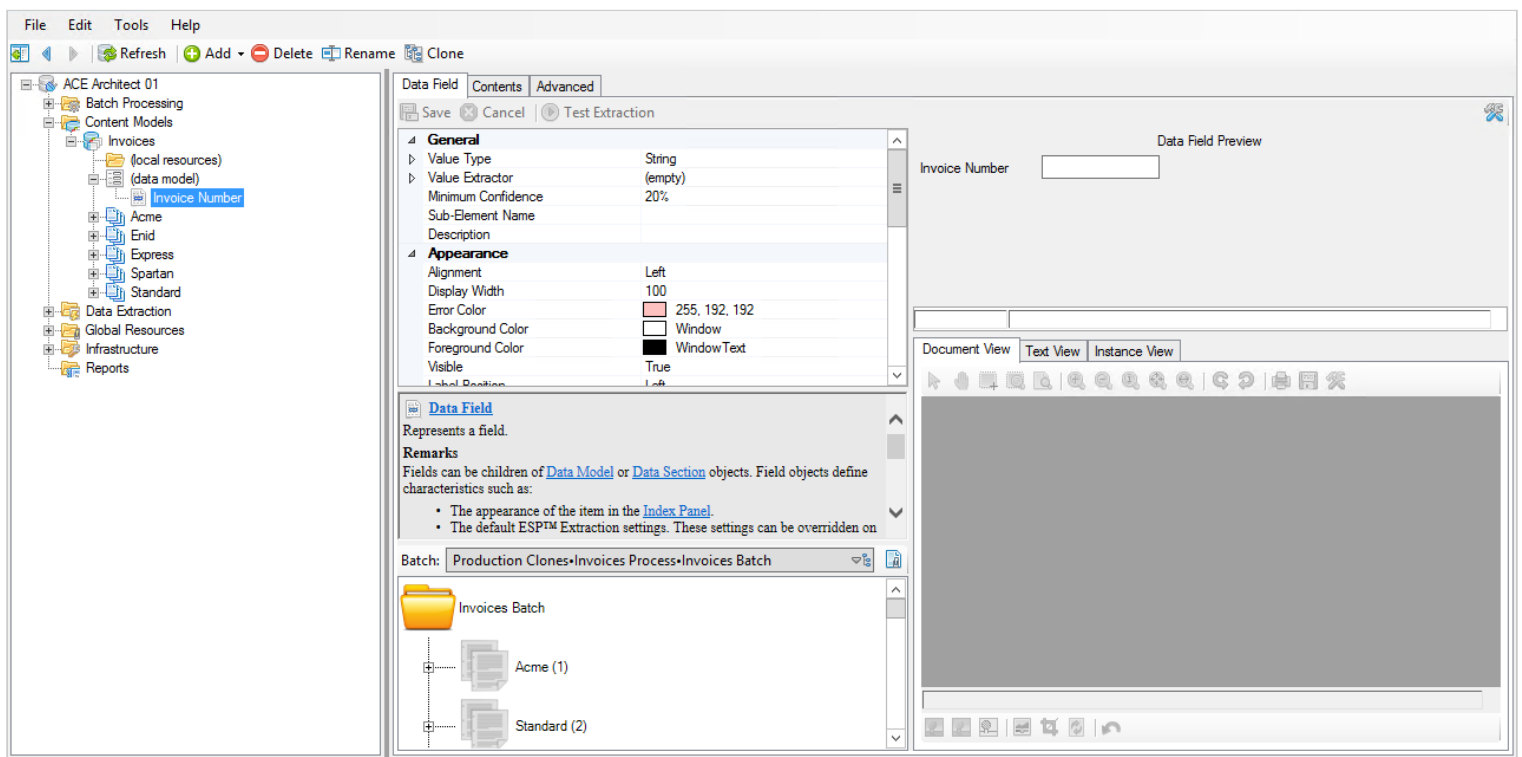 File Edit Tools Help
Refresh Add Delete Rename Clone
ACE Architect 01
Batch Processing
Content Models
Invoices
(local resources)
(data model)
Invoice Number
Acme
Enid
Express
Spartan
Standard
Data Extraction
Global Resources
Infrastructure
Reports
Data Field Contents Advanced
Save Cancel Test Extraction
General
Value Type String
Value Extractor (empty)
Minimum Confidence 20%
Sub-Element Name
Description
Appearance
Alignment Left
Display Width 100
Error Color 255, 192, 192
Background Color Window
Foreground Color WindowText
Visible True
Label Position Left
Data Field
Represents a field.
Remarks
Fields can be children of Data Model or Data Section objects. Field objects define
characteristics such as:
• The appearance of the item in the Index Panel.
• The default ESP™ Extraction settings. These settings can be overridden on
Batch: Production Clones•Invoices Process•Invoices Batch
Invoices Batch
Acme (1)
Standard (2)
Data Field Preview
Invoice Number
Document View Text View Instance View